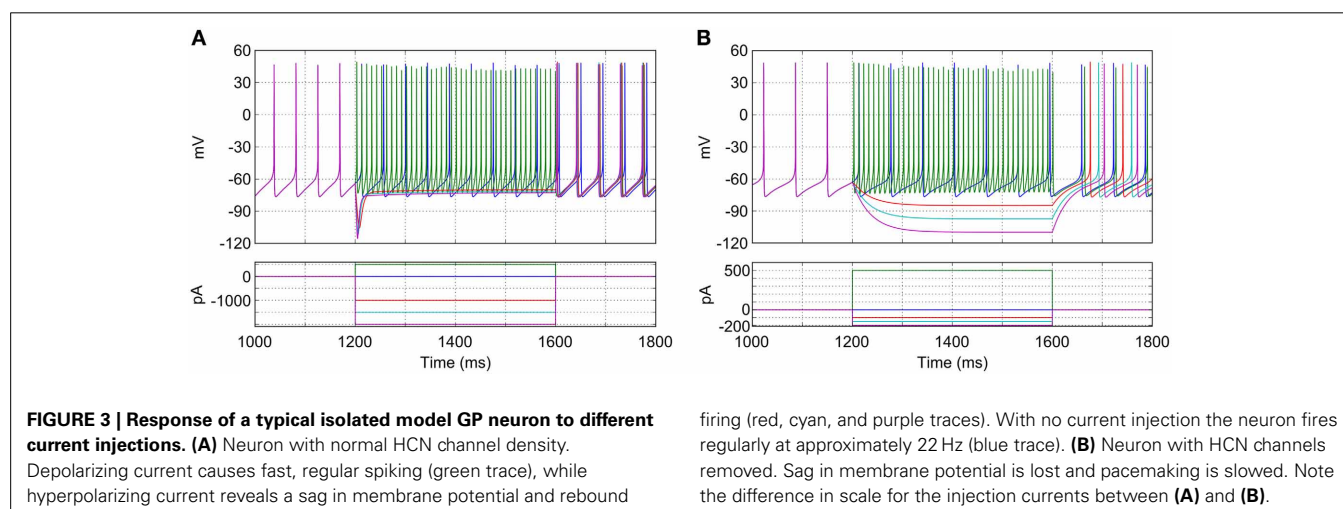 A
B
60
30
0
-30
-60
-90
-120
mV
0
-1000
pA
1000 1200 1400 1600 1800
Time (ms)
60
30
0
-30
-60
-90
-120
mV
500
0
-200
pA
1000 1200 1400 1600 1800
Time (ms)
FIGURE 3 | Response of a typical isolated model GP neuron to different
current injections. (A) Neuron with normal HCN channel density.
Depolarizing current causes fast, regular spiking (green trace), while
hyperpolarizing current reveals a sag in membrane potential and rebound
firing (red, cyan, and purple traces). With no current injection the neuron fires
regularly at approximately 22 Hz (blue trace). (B) Neuron with HCN channels
removed. Sag in membrane potential is lost and pacemaking is slowed. Note
the difference in scale for the injection currents between (A) and (B).